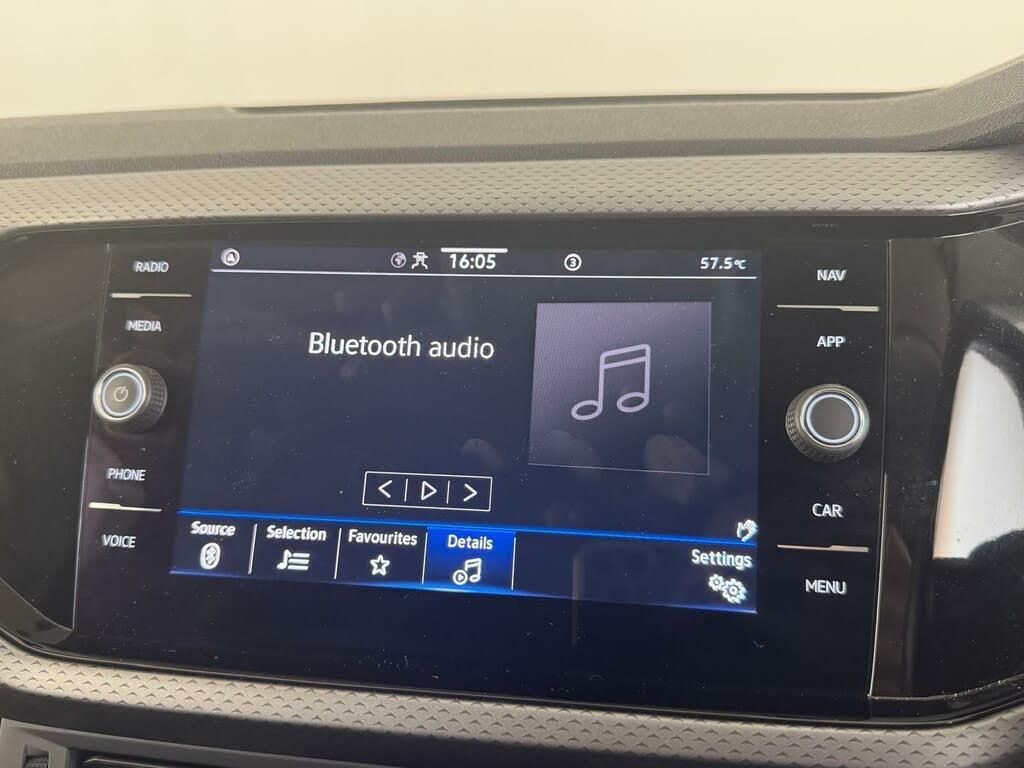 RADIO
MEDIA
PHONE
VOICE
16:05
3
57.5°C
Bluetooth audio
Source
Selection
Favourites
Details
Settings
NAV
APP
CAR
MENU